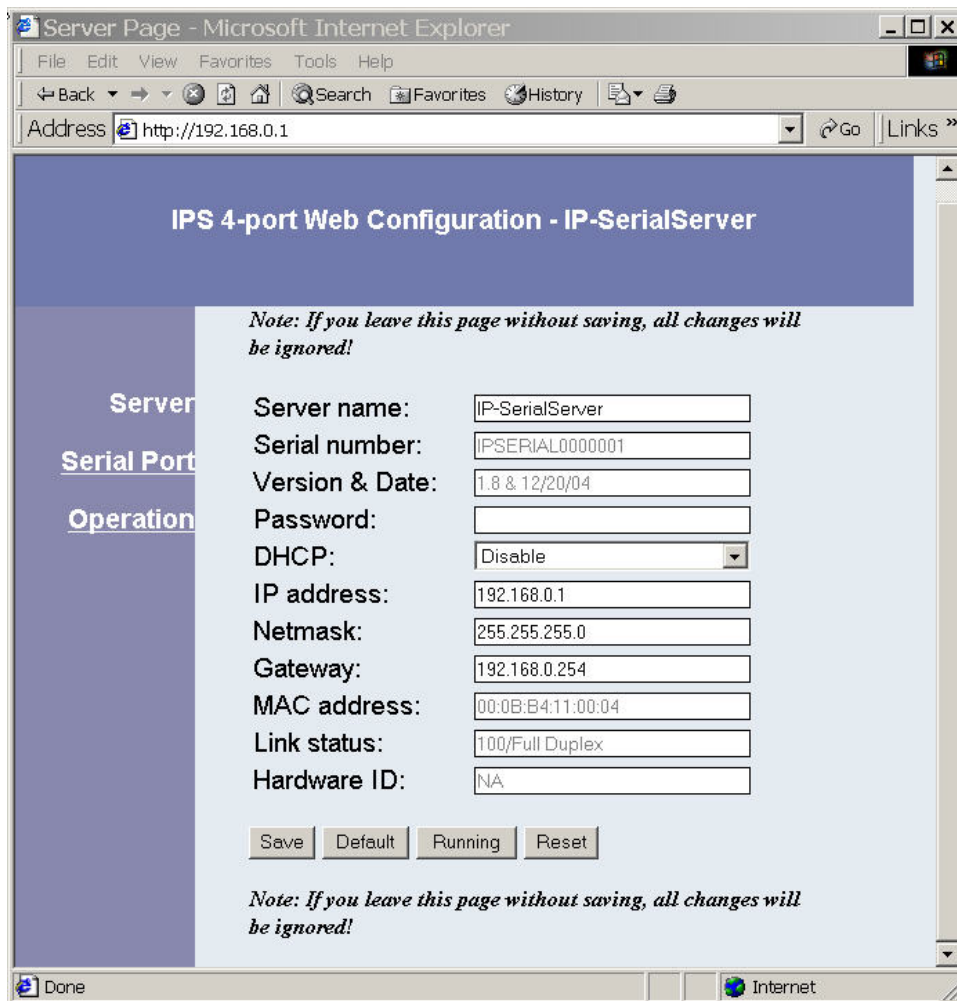 Server Page - Microsoft Internet Explorer
File Edit View Favorites Tools Help
Back Search Favorites History
Address http://192.168.0.1 Go Links »
IPS 4-port Web Configuration - IP-SerialServer
Note: If you leave this page without saving, all changes will
be ignored!
Server
Serial Port
Operation
Server name: IP-SerialServer
Serial number: IPSERIAL0000001
Version & Date: 1.8 & 12/20/04
Password:
DHCP: Disable
IP address: 192.168.0.1
Netmask: 255.255.255.0
Gateway: 192.168.0.254
MAC address: 00:0B:B4:11:00:04
Link status: 100/Full Duplex
Hardware ID: NA
Save Default Running Reset
Note: If you leave this page without saving, all changes will
be ignored!
Done Internet